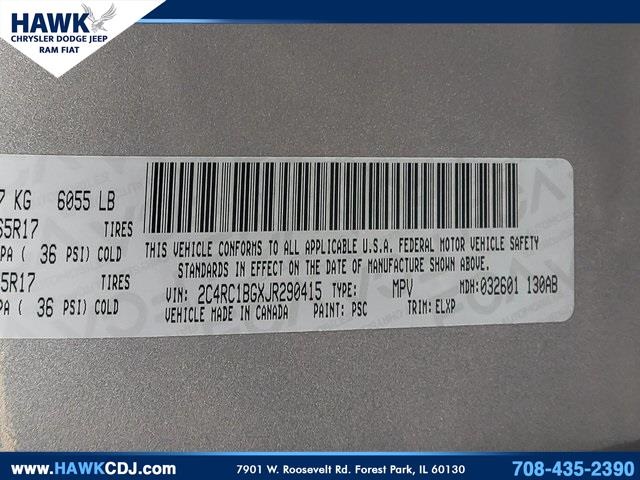 HAWK
CHRYSLER DODGE JEEP
RAM FIAT
7 KG 6055 LB
65R17 TIRES
PA ( 36 PSI) COLD
5R17 TIRES
PA ( 36 PSI) COLD
THIS VEHICLE CONFORMS TO ALL APPLICABLE U.S.A. FEDERAL MOTOR VEHICLE SAFETY
STANDARDS IN EFFECT ON THE DATE OF MANUFACTURE SHOWN ABOVE.
VIN: 2C4RC1BGXJR290415 TYPE: MPV MDH:032601 130AB
VEHICLE MADE IN CANADA PAINT: PSC TRIM: ELXP
www.HAWKCDJ.com
7901 W. Roosevelt Rd. Forest Park, IL 60130
708-435-2390